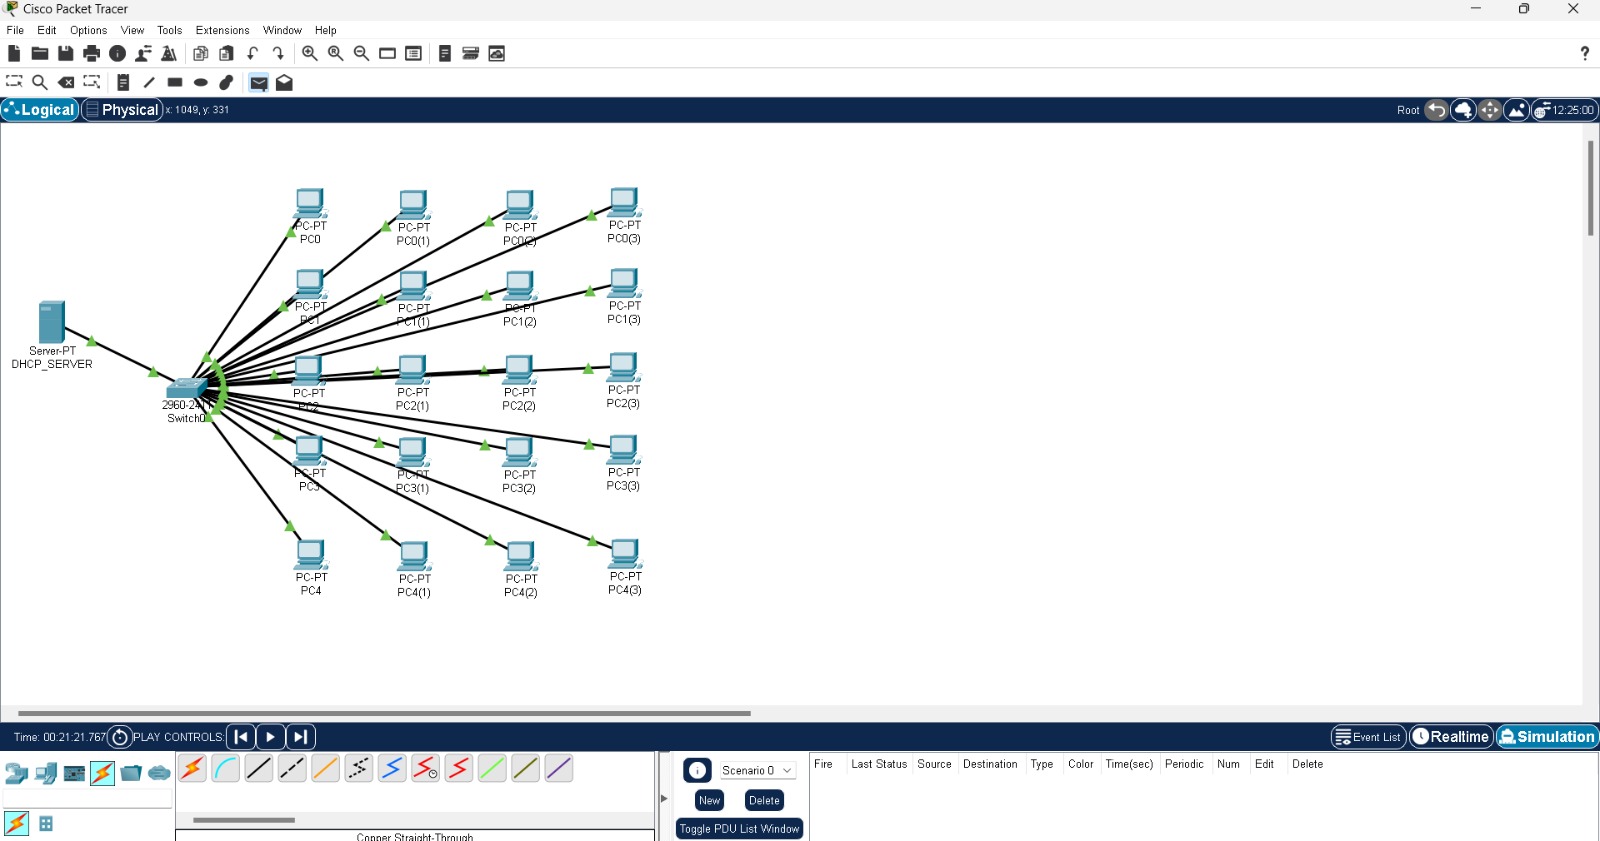 Cisco Packet Tracer
File Edit Options View Tools Extensions Window Help
?
Logical Physical x: 1049, y: 331 Root 12:25:00
PC-PT
PC0
PC-PT
PC0(1)
PC-PT
PC0(2)
PC-PT
PC0(3)
PC-PT
PC1
PC-PT
PC1(1)
PC-PT
PC1(2)
PC-PT
PC1(3)
Server-PT
DHCP_SERVER
PC-PT
PC2
PC-PT
PC2(1)
PC-PT
PC2(2)
PC-PT
PC2(3)
Switch0
PC-PT
PC3
PC-PT
PC3(1)
PC-PT
PC3(2)
PC-PT
PC3(3)
PC-PT
PC4
PC-PT
PC4(1)
PC-PT
PC4(2)
PC-PT
PC4(3)
Time: 00:21:21.767 PLAY CONTROLS: Event List Realtime Simulation
Scenario 0
New Delete
Toggle PDU List Window
Fire Last Status Source Destination Type Color Time(sec) Periodic Num Edit Delete
Copper Straight-Through